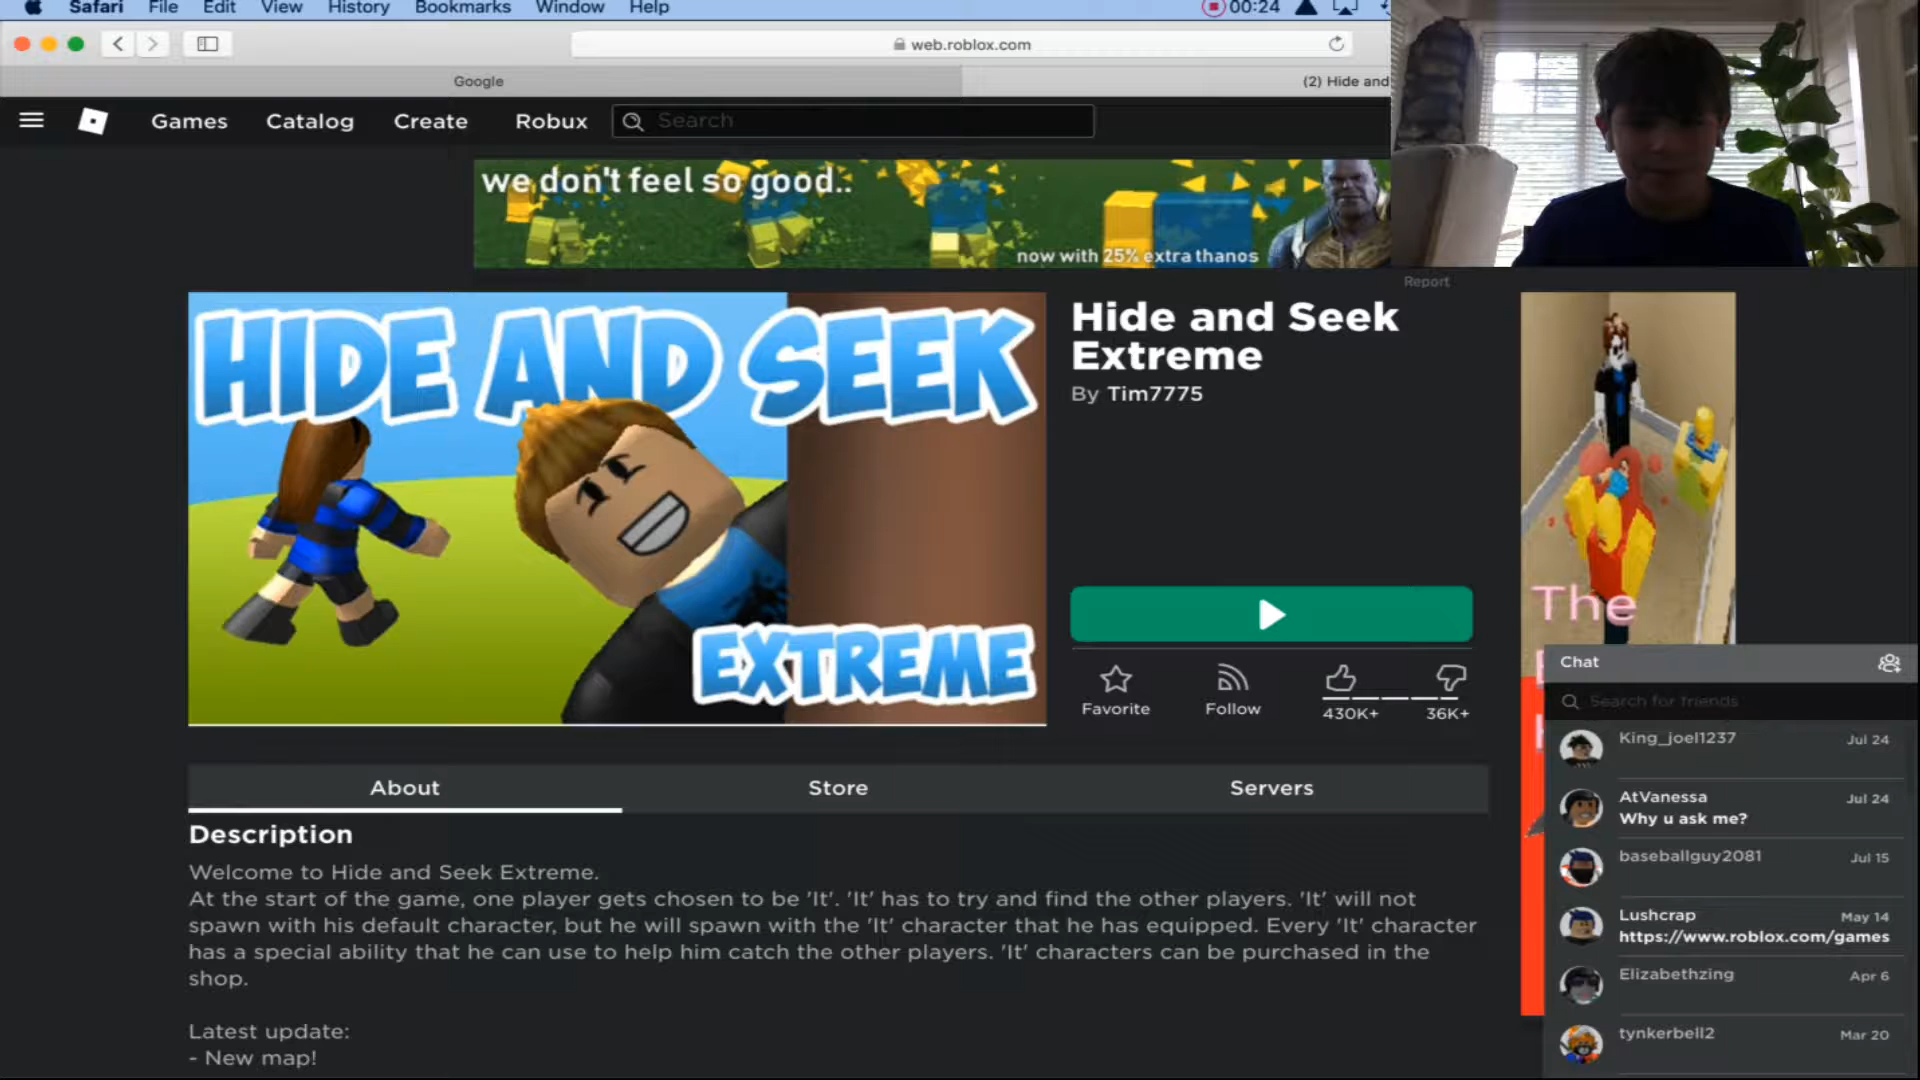 Safari File Edit View History Bookmarks Window Help 00:24
web.roblox.com
Google
(2) Hide and
Games Catalog Create Robux Search
we don't feel so good..
now with 25% extra thanos
Report
HIDE AND SEEK
EXTREME
Hide and Seek
Extreme
By Tim7775
Favorite Follow 430K+ 36K+
The
About Store Servers
Description
Welcome to Hide and Seek Extreme.
At the start of the game, one player gets chosen to be 'It'. 'It' has to try and find the other players. 'It' will not
spawn with his default character, but he will spawn with the 'It' character that he has equipped. Every 'It' character
has a special ability that he can use to help him catch the other players. 'It' characters can be purchased in the
shop.
Latest update:
- New map!
Chat
Search for friends
King_joel1237 Jul 24
AtVanessa Jul 24
Why u ask me?
baseballguy2081 Jul 15
Lushcrap May 14
https://www.roblox.com/games
Elizabethzing Apr 6
tynkerbell2 Mar 20